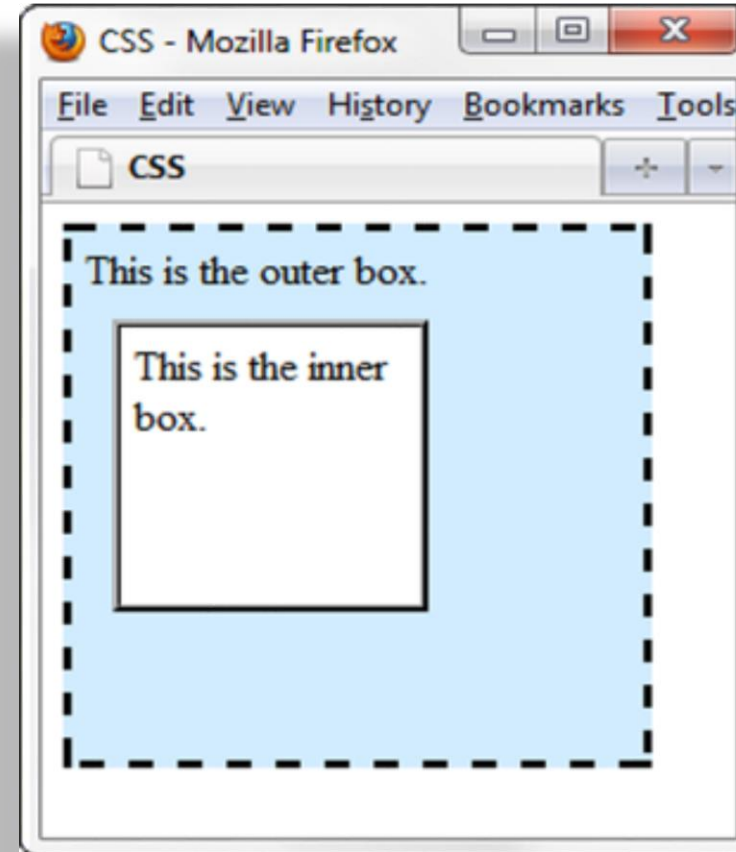 CSS - Mozilla Firefox
File Edit View History Bookmarks Tools
CSS
This is the outer box.
This is the inner
box.